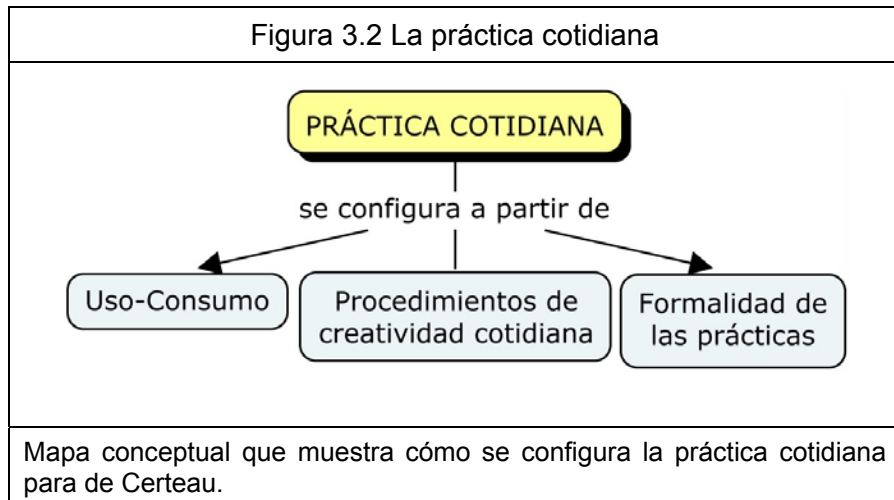 Figura 3.2 La práctica cotidiana
PRÁCTICA COTIDIANA
se configura a partir de
Uso-Consumo
Procedimientos de
creatividad cotidiana
Formalidad de
las prácticas
Mapa conceptual que muestra cómo se configura la práctica cotidiana
para de Certeau.